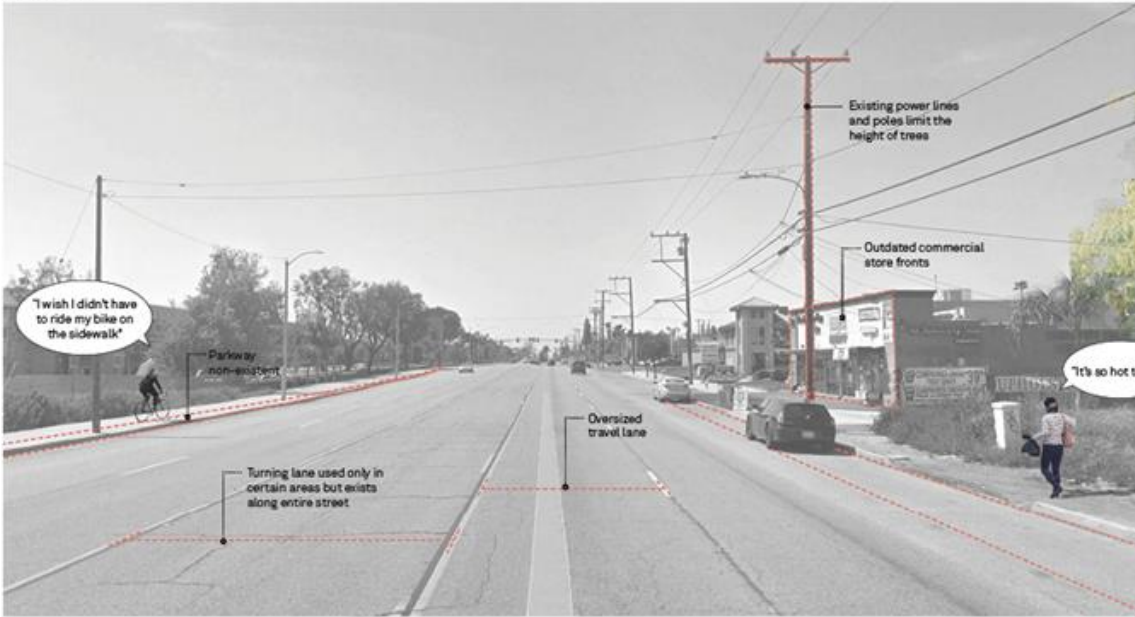 Existing power lines
and poles limit the
height of trees
Outdated commercial
store fronts
"I wish I didn't have
to ride my bike on
the sidewalk"
Parkway
non-existent
"It's so hot t
Oversized
travel lane
Turning lane used only in
certain areas but exists
along entire street